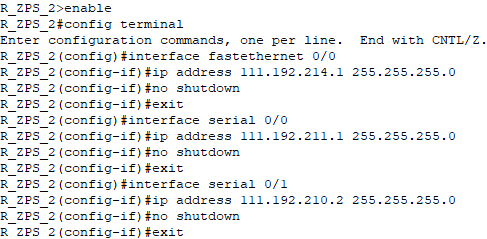 R_ZPS_2>enable
R_ZPS_2#config terminal
Enter configuration commands, one per line.  End with CNTL/Z.
R_ZPS_2(config)#interface fastethernet 0/0
R_ZPS_2(config-if)#ip address 111.192.214.1 255.255.255.0
R_ZPS_2(config-if)#no shutdown
R_ZPS_2(config-if)#exit
R_ZPS_2(config)#interface serial 0/0
R_ZPS_2(config-if)#ip address 111.192.211.1 255.255.255.0
R_ZPS_2(config-if)#no shutdown
R_ZPS_2(config-if)#exit
R_ZPS_2(config)#interface serial 0/1
R_ZPS_2(config-if)#ip address 111.192.210.2 255.255.255.0
R_ZPS_2(config-if)#no shutdown
R_ZPS_2(config-if)#exit